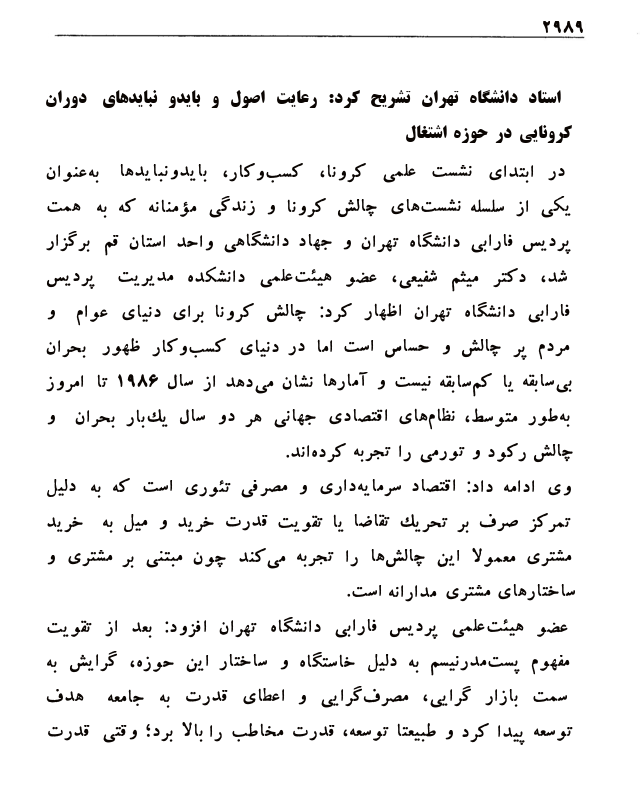 ۲۹۸۹
استاد دانشگاه تهران تشریح کرد: رعایت اصول و بایدو نبایدهای دوران
کرونایی در حوزه اشتغال
در ابتدای نشست علمی کرونا، کسب‌وکار، بایدونبایدها به‌عنوان
یکی از سلسله نشست‌های چالش کرونا و زندگی مؤمنانه که به همت
پردیس فارابی دانشگاه تهران و جهاد دانشگاهی واحد استان قم برگزار
شد، دکتر میثم شفیعی، عضو هیئت‌علمی دانشکده مدیریت پردیس
فارابی دانشگاه تهران اظهار کرد: چالش کرونا برای دنیای عوام و
مردم پر چالش و حساس است اما در دنیای کسب‌وکار ظهور بحران
بی‌سابقه یا کم‌سابقه نیست و آمارها نشان می‌دهد از سال ۱۹۸۶ تا امروز
به‌طور متوسط، نظام‌های اقتصادی جهانی هر دو سال یك‌بار بحران و
چالش رکود و تورمی را تجربه کرده‌اند.
وی ادامه داد: اقتصاد سرمایه‌داری و مصرفی تئوری است که به دلیل
تمرکز صرف بر تحریك تقاضا یا تقویت قدرت خرید و میل به خرید
مشتری معمولا این چالش‌ها را تجربه می‌کند چون مبتنی بر مشتری و
ساختارهای مشتری مدارانه است.
عضو هیئت‌علمی پردیس فارابی دانشگاه تهران افزود: بعد از تقویت
مفهوم پست‌مدرنیسم به دلیل خاستگاه و ساختار این حوزه، گرایش به
سمت بازار گرایی، مصرف‌گرایی و اعطای قدرت به جامعه هدف
توسعه پیدا کرد و طبیعتا توسعه، قدرت مخاطب را بالا برد؛ وقتی قدرت